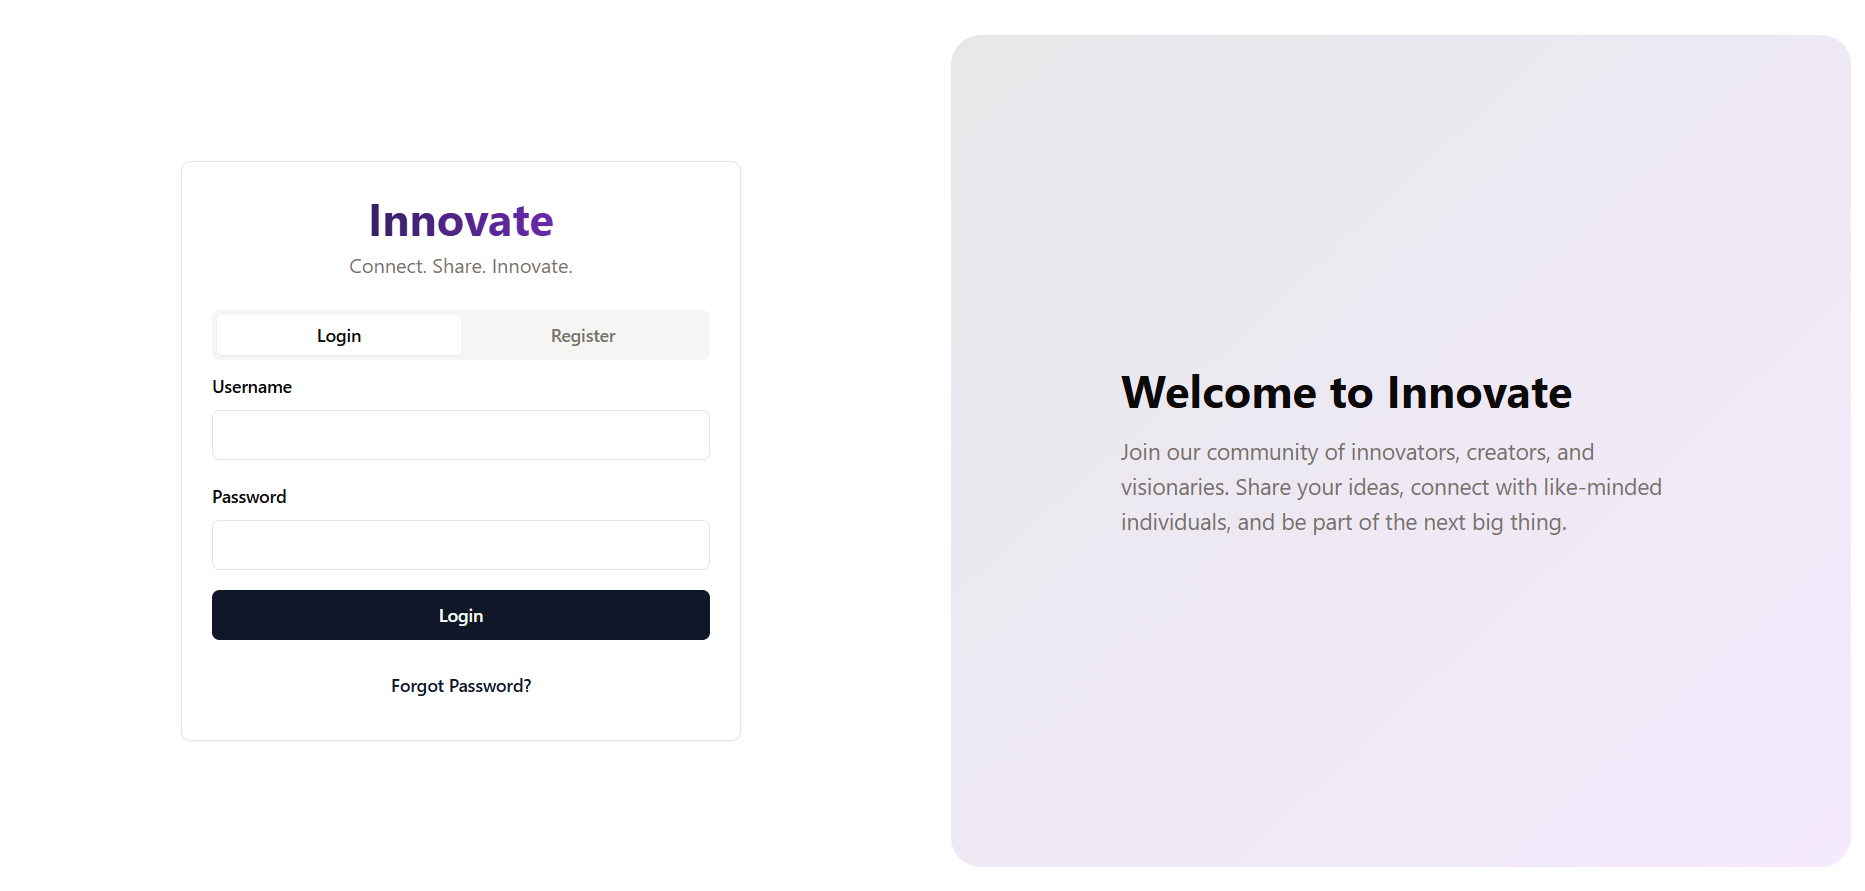 Innovate
Connect. Share. Innovate.
Login
Register
Username
Password
Login
Forgot Password?
Welcome to Innovate
Join our community of innovators, creators, and
visionaries. Share your ideas, connect with like-minded
individuals, and be part of the next big thing.